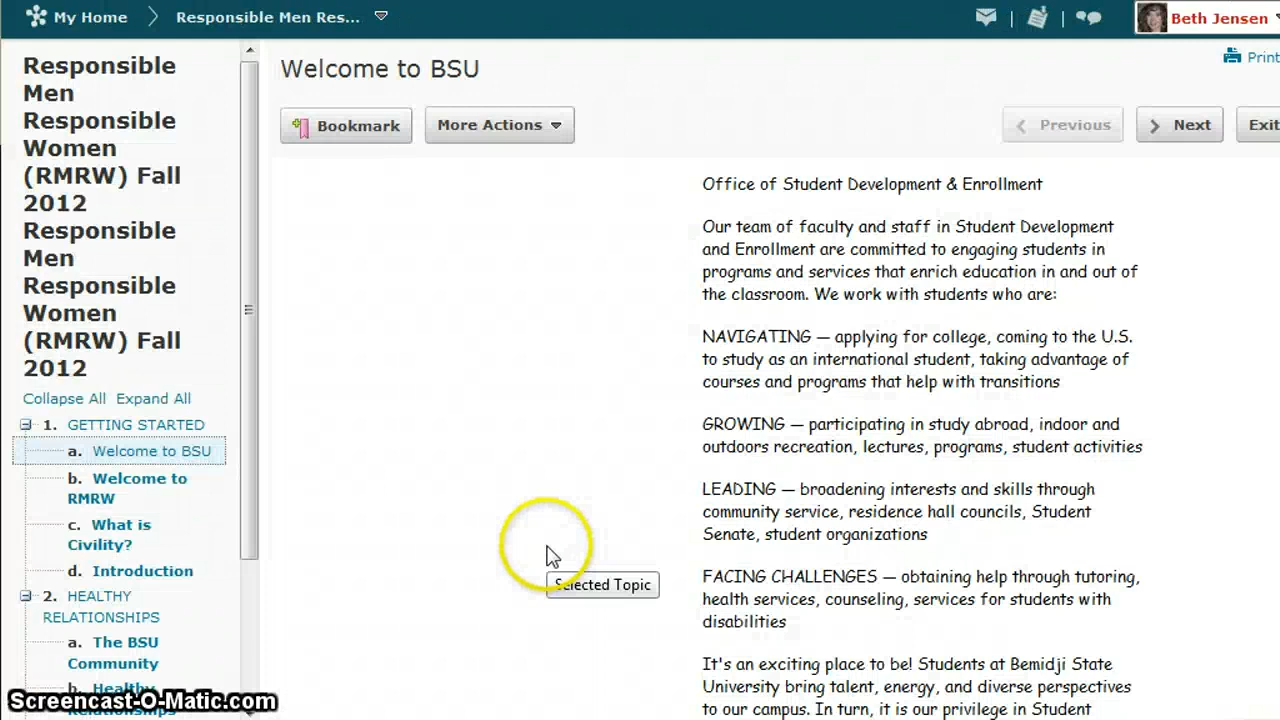 My Home
Responsible Men Res...
Beth Jensen
Responsible
Men
Responsible
Women
(RMRW) Fall
2012
Responsible
Men
Responsible
Women
(RMRW) Fall
2012
Collapse All Expand All
1. GETTING STARTED
a. Welcome to BSU
b. Welcome to
RMRW
c. What is
Civility?
d. Introduction
2. HEALTHY
RELATIONSHIPS
a. The BSU
Community
b. Healthy
Relationships
Screencast-O-Matic.com
Print
Welcome to BSU
Bookmark
More Actions
Previous
Next
Exit
Office of Student Development & Enrollment
Our team of faculty and staff in Student Development
and Enrollment are committed to engaging students in
programs and services that enrich education in and out of
the classroom. We work with students who are:
NAVIGATING — applying for college, coming to the U.S.
to study as an international student, taking advantage of
courses and programs that help with transitions
GROWING — participating in study abroad, indoor and
outdoors recreation, lectures, programs, student activities
LEADING — broadening interests and skills through
community service, residence hall councils, Student
Senate, student organizations
FACING CHALLENGES — obtaining help through tutoring,
health services, counseling, services for students with
disabilities
It's an exciting place to be! Students at Bemidji State
University bring talent, energy, and diverse perspectives
to our campus. In turn, it is our privilege in Student
Selected Topic